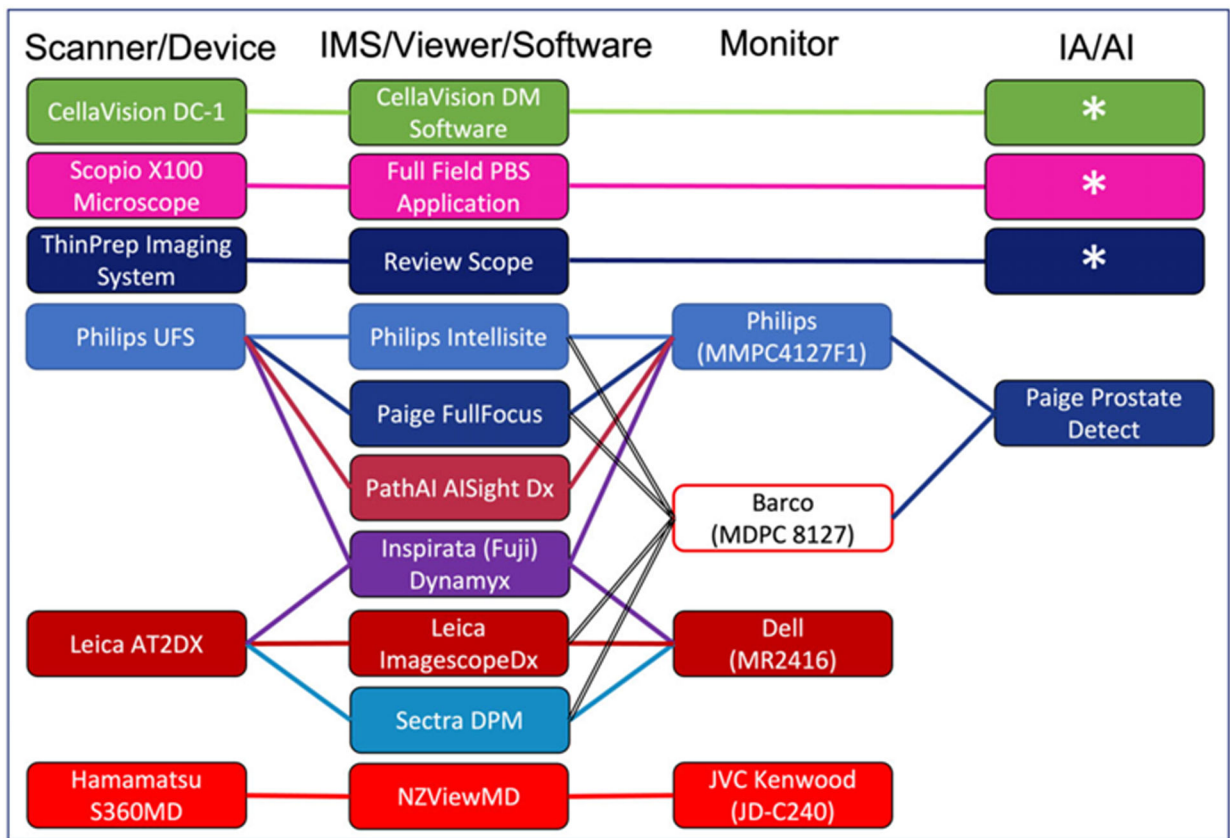 Scanner/Device IMS/Viewer/Software Monitor IA/AI
CellaVision DC-1
CellaVision DM
Software
*
Scopio X100
Microscope
Full Field PBS
Application
*
ThinPrep Imaging
System
Review Scope
*
Philips UFS
Philips Intellisite
Philips
(MMPC4127F1)
Paige FullFocus
Paige Prostate
Detect
PathAI AISight Dx
Barco
(MDPC 8127)
Inspirata (Fuji)
Dynamyx
Leica AT2DX
Leica
ImagescopeDx
Dell
(MR2416)
Sectra DPM
Hamamatsu
S360MD
NZViewMD
JVC Kenwood
(JD-C240)